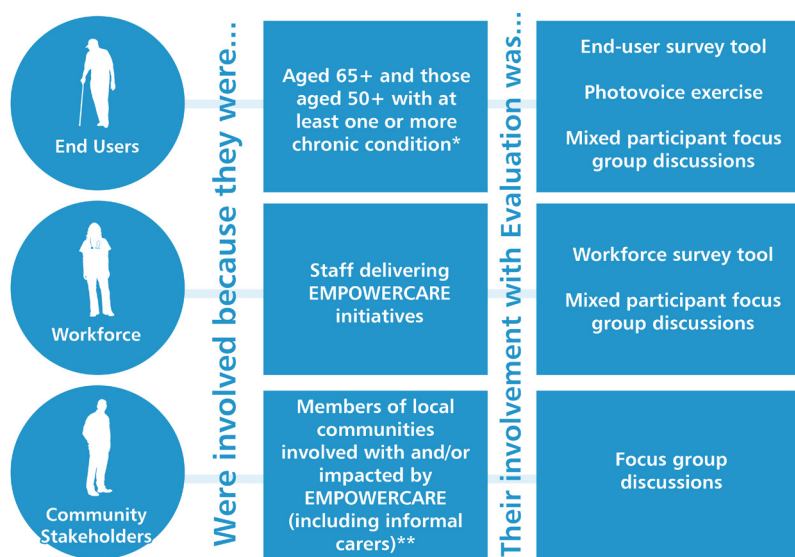 End Users
Were involved because they were...
Aged 65+ and those
aged 50+ with at
least one or more
chronic condition*
Their involvement with Evaluation was...
End-user survey tool
Photovoice exercise
Mixed participant focus
group discussions
Workforce
Staff delivering
EMPOWERCARE
initiatives
Workforce survey tool
Mixed participant focus
group discussions
Community
Stakeholders
Members of local
communities
involved with and/or
impacted by
EMPOWERCARE
(including informal
carers)**
Focus group
discussions